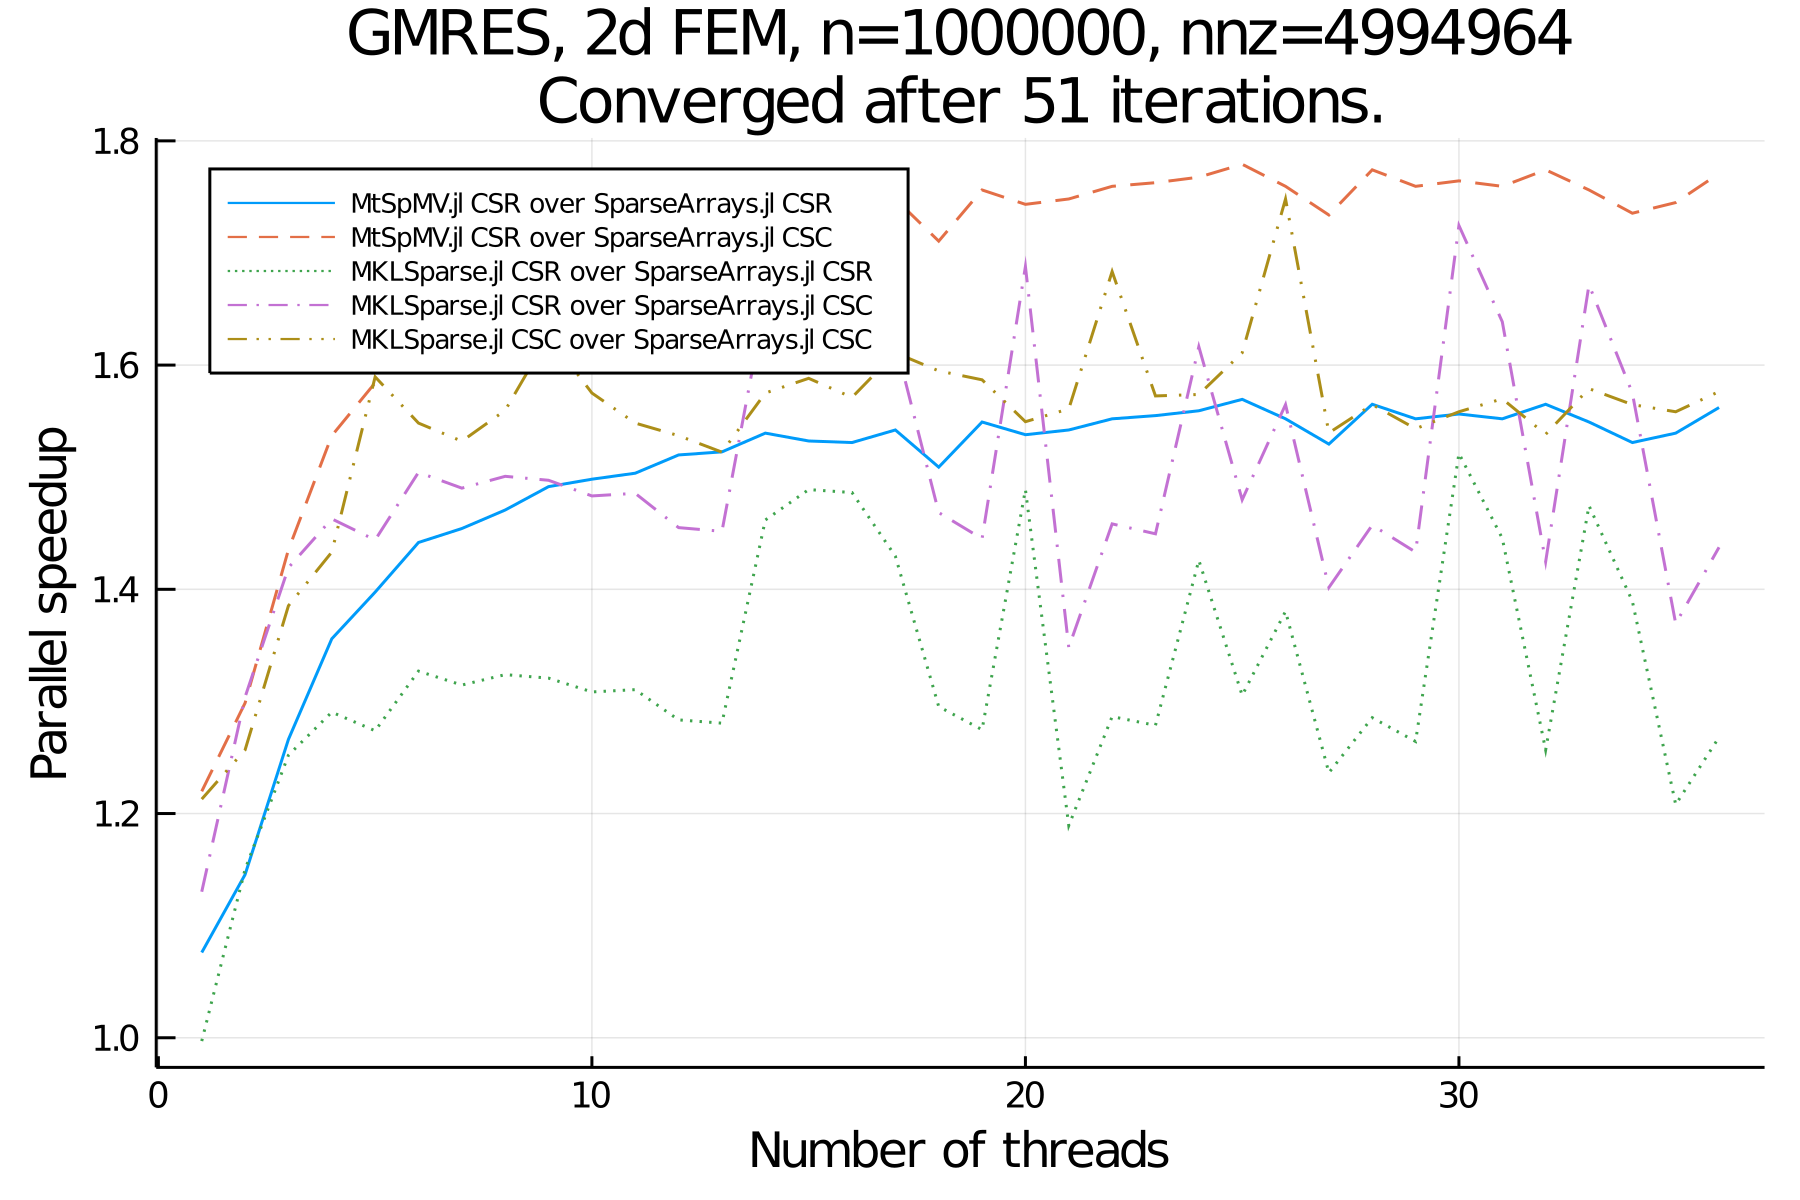 GMRES, 2d FEM, n=1000000, nnz=4994964
Converged after 51 iterations.
1.8
1.6
1.4
1.2
1.0
Parallel speedup
MtSpMV.jl CSR over SparseArrays.jl CSR
MtSpMV.jl CSR over SparseArrays.jl CSC
MKLSparse.jl CSR over SparseArrays.jl CSR
MKLSparse.jl CSR over SparseArrays.jl CSC
MKLSparse.jl CSC over SparseArrays.jl CSC
0 10 20 30
Number of threads